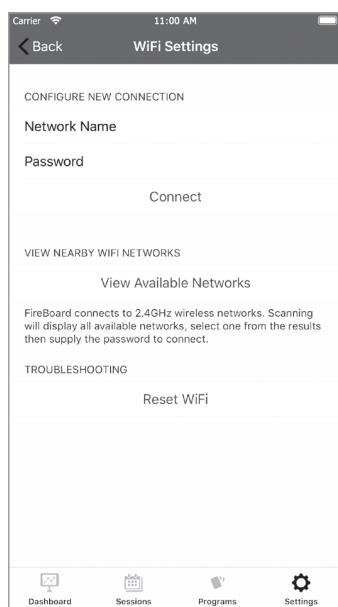 Carrier 11:00 AM
Back WiFi Settings
CONFIGURE NEW CONNECTION
Network Name
Password
Connect
VIEW NEARBY WIFI NETWORKS
View Available Networks
FireBoard connects to 2.4GHz wireless networks. Scanning
will display all available networks, select one from the results
then supply the password to connect.
TROUBLESHOOTING
Reset WiFi
Dashboard Sessions Programs Settings